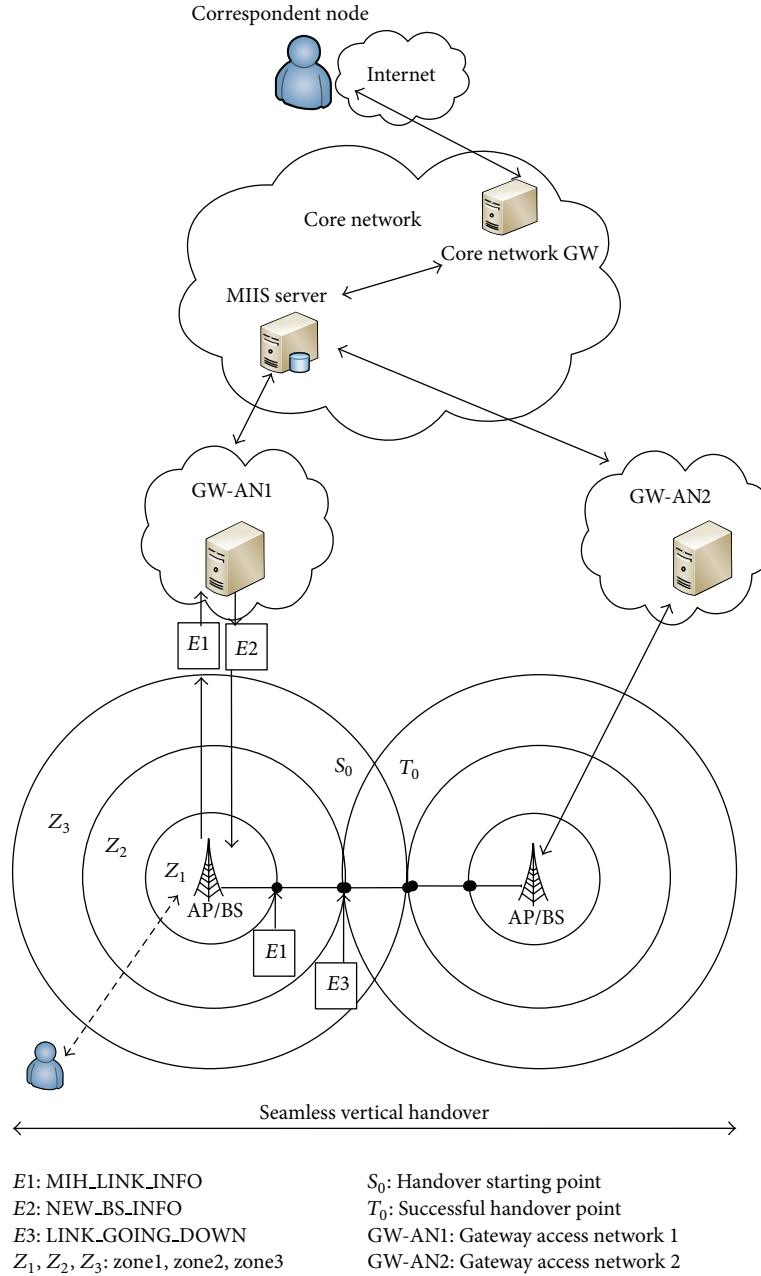 Correspondent node
Internet
Core network
Core network GW
MIIS server
GW-AN1
GW-AN2
E1
E2
S₀
T₀
Z₃
Z₂
Z₁
AP/BS
AP/BS
E1
E3
Seamless vertical handover
E1: MIH_LINK_INFO
E2: NEW_BS_INFO
E3: LINK_GOING_DOWN
Z₁, Z₂, Z₃: zone1, zone2, zone3
S₀: Handover starting point
T₀: Successful handover point
GW-AN1: Gateway access network 1
GW-AN2: Gateway access network 2